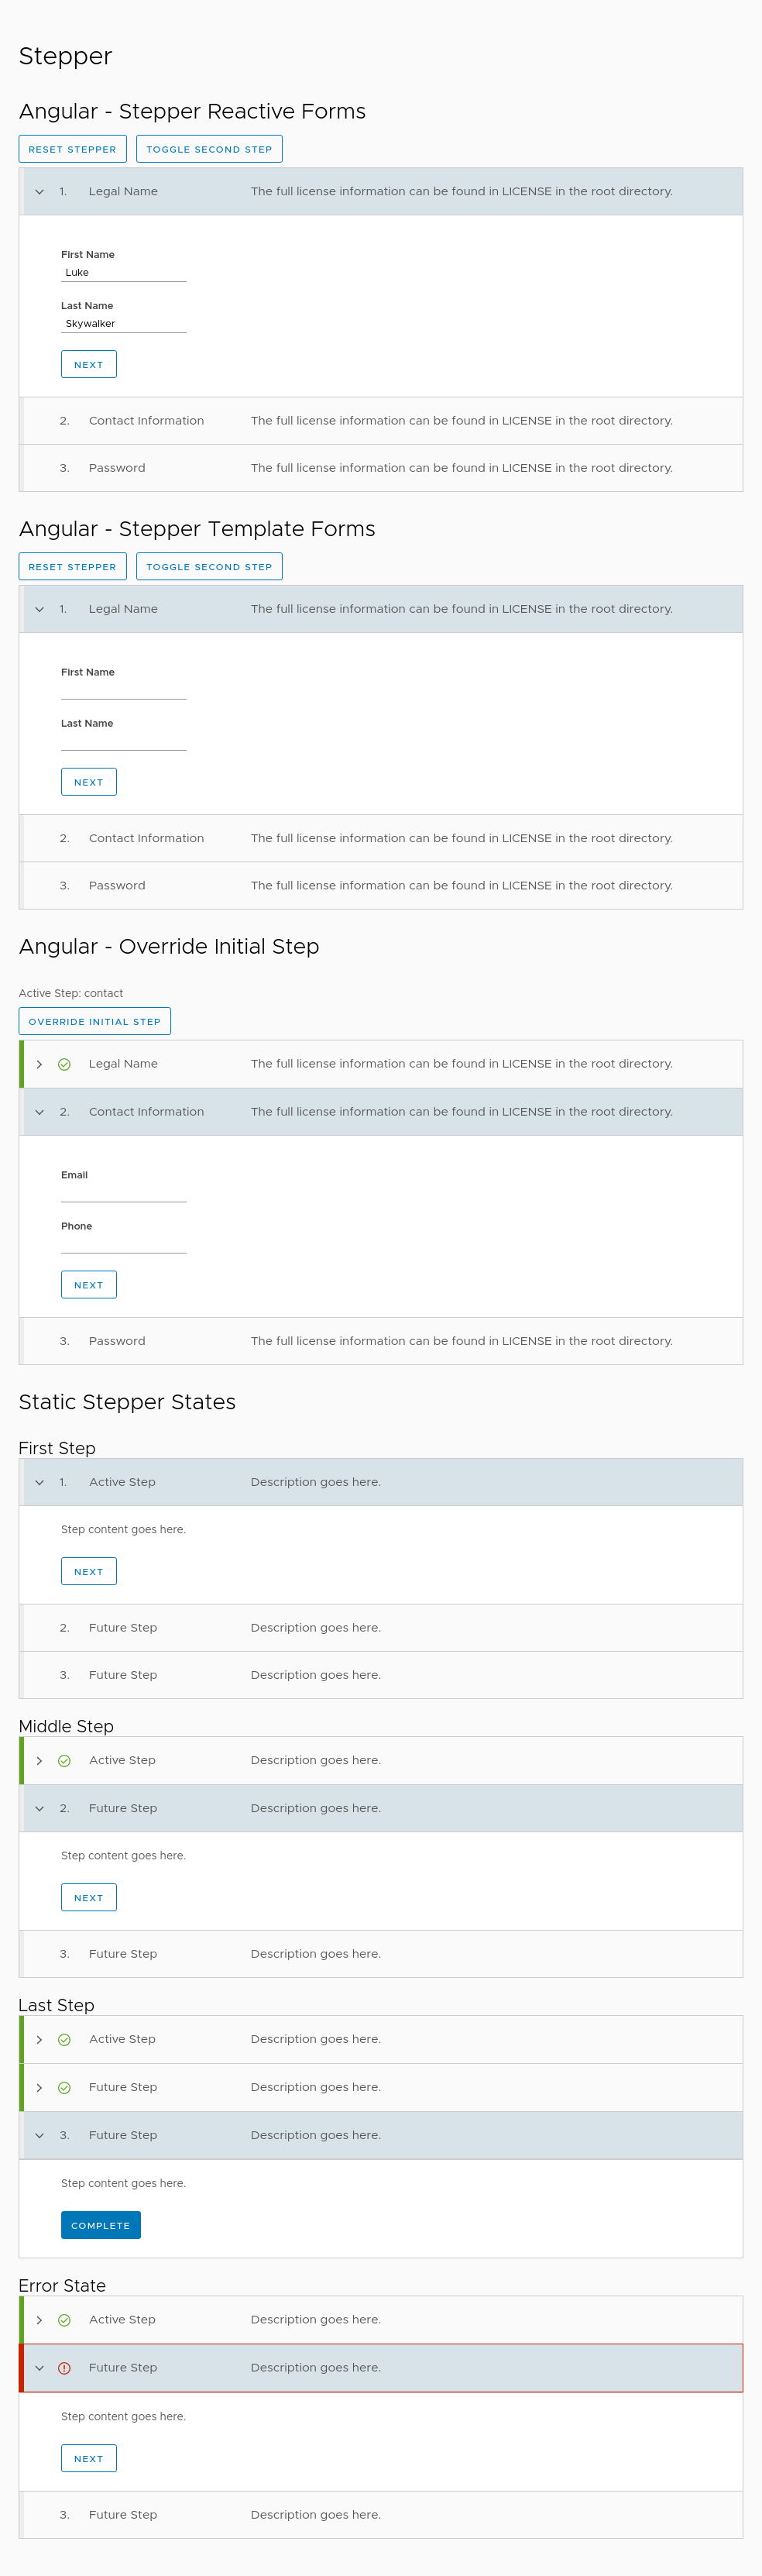 Stepper
Angular - Stepper Reactive Forms
RESET STEPPER TOGGLE SECOND STEP
1. Legal Name The full license information can be found in LICENSE in the root directory.
First Name
Luke
Last Name
Skywalker
NEXT
2. Contact Information The full license information can be found in LICENSE in the root directory.
3. Password The full license information can be found in LICENSE in the root directory.
Angular - Stepper Template Forms
RESET STEPPER TOGGLE SECOND STEP
1. Legal Name The full license information can be found in LICENSE in the root directory.
First Name
Last Name
NEXT
2. Contact Information The full license information can be found in LICENSE in the root directory.
3. Password The full license information can be found in LICENSE in the root directory.
Angular - Override Initial Step
Active Step: contact
OVERRIDE INITIAL STEP
Legal Name The full license information can be found in LICENSE in the root directory.
2. Contact Information The full license information can be found in LICENSE in the root directory.
Email
Phone
NEXT
3. Password The full license information can be found in LICENSE in the root directory.
Static Stepper States
First Step
1. Active Step Description goes here.
Step content goes here.
NEXT
2. Future Step Description goes here.
3. Future Step Description goes here.
Middle Step
Active Step Description goes here.
2. Future Step Description goes here.
Step content goes here.
NEXT
3. Future Step Description goes here.
Last Step
Active Step Description goes here.
Future Step Description goes here.
3. Future Step Description goes here.
Step content goes here.
COMPLETE
Error State
Active Step Description goes here.
Future Step Description goes here.
Step content goes here.
NEXT
3. Future Step Description goes here.